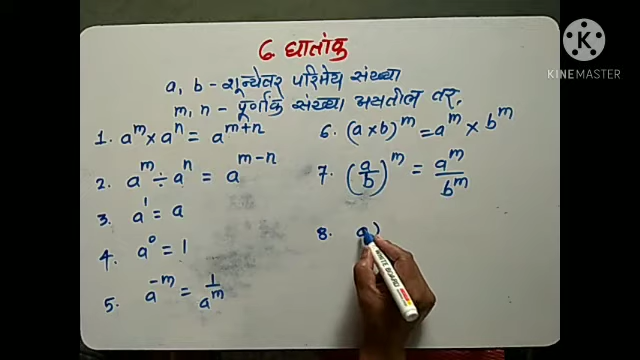 6. घातांक
a, b - शून्येतर परिमेय संख्या
m, n - पूर्णांक संख्या असतील तर,
1. a^m × a^n = a^{m+n}
2. a^m ÷ a^n = a^{m-n}
3. a^1 = a
4. a^0 = 1
5. a^{-m} = 1/a^m
6. (a × b)^m = a^m × b^m
7. (a/b)^m = a^m/b^m
8.
KINEMASTER